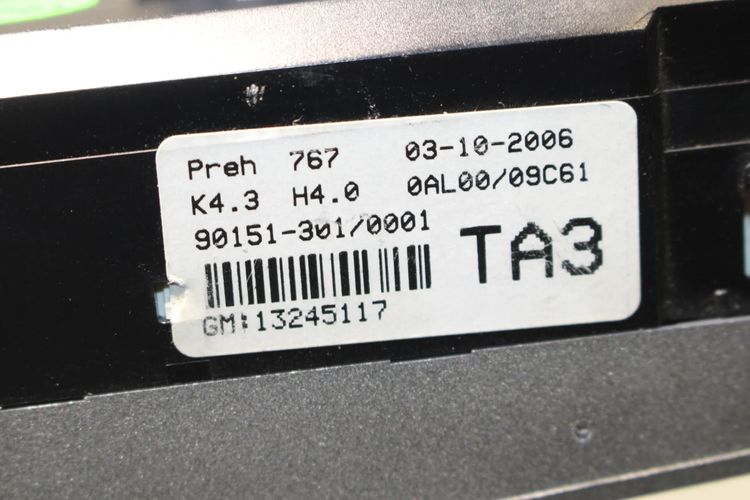 Preh 767 03-10-2006
K4.3 H4.0 0AL00/09C61
90151-301/0001
TA3
GM:13245117